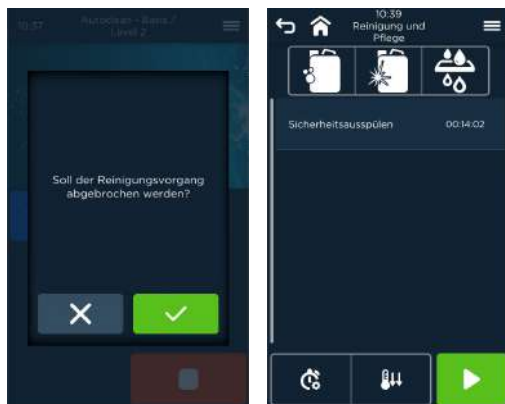 10:37
Autoclean - Basis /
Level 2
Soll der Reinigungsvorgang
abgebrochen werden?
10:39
Reinigung und
Pflege
Sicherheitsausspülen 00:14:02